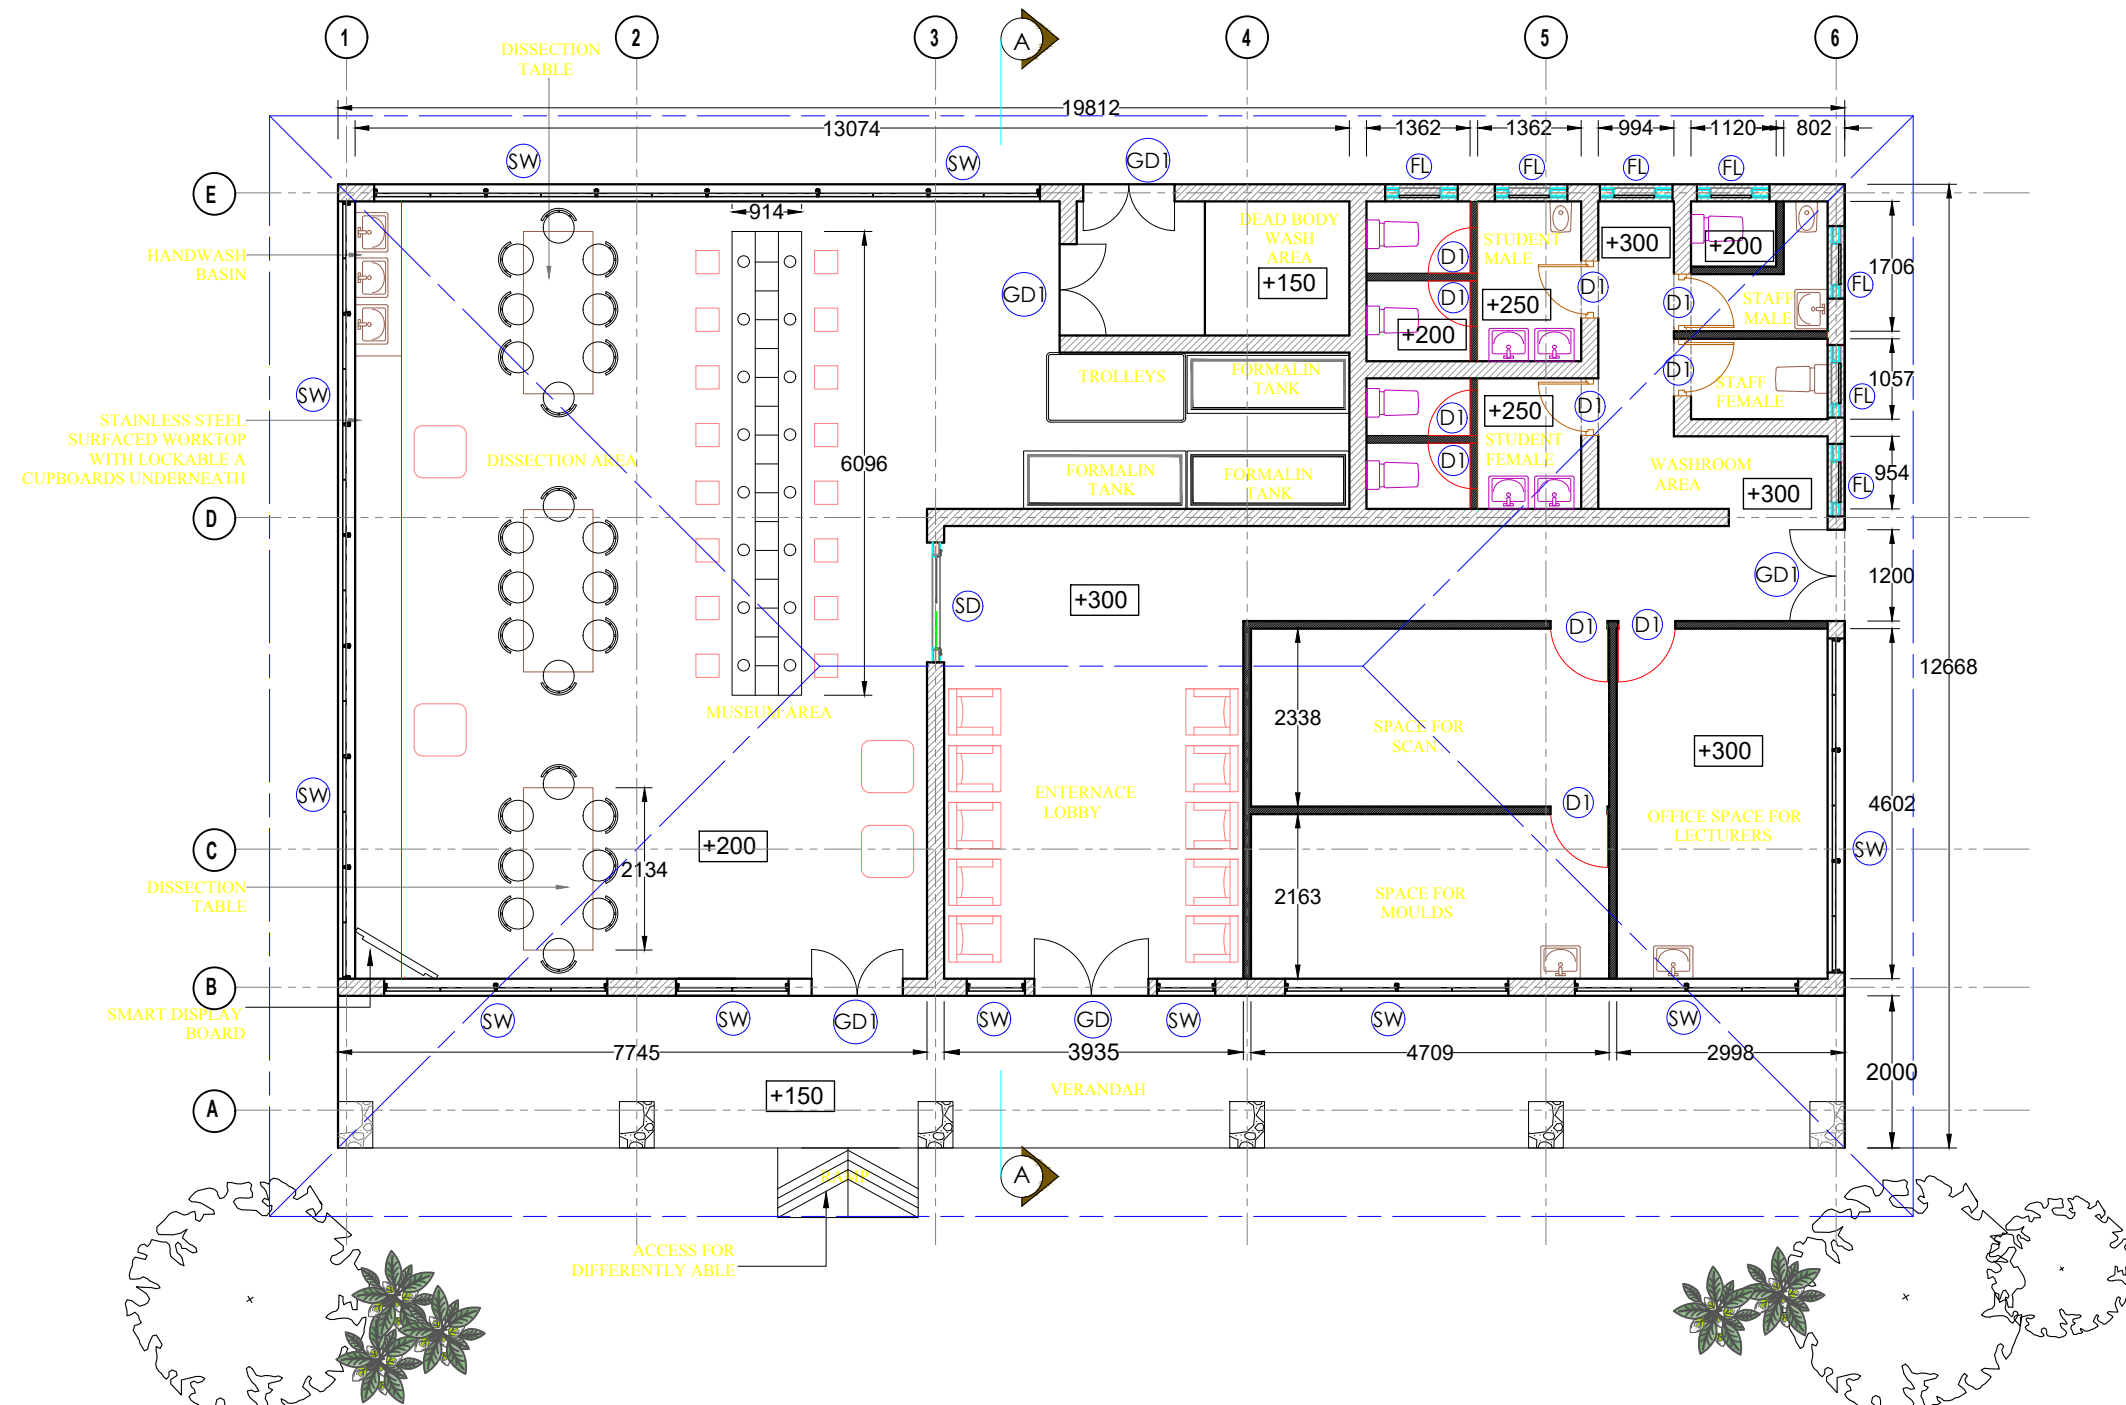 1
2
3
A
4
5
6
DISSECTION
TABLE
19812
13074
1362
1362
994
1120
802
SW
SW
GD1
FL
FL
FL
FL
E
914
DEAD BODY
WASH
AREA
+150
STUDENT
MALE
+300
+200
HANDWASH
BASIN
D1
D1
GD1
+250
D1
D1
STAFF
MALE
FL
1706
+200
TROLLEYS
FORMALIN
TANK
D1
STAFF
FEMALE
1057
FL
SW
STAINLESS STEEL
SURFACED WORKTOP
WITH LOCKABLE A
CUPBOARDS UNDERNEATH
DISSECTION AREA
6096
D1
D1
+250
D1
STUDENT
FEMALE
FORMALIN
TANK
FORMALIN
TANK
WASHROOM
AREA
+300
954
FL
D
SD
+300
GD1
1200
D1
D1
12668
MUSEUM AREA
2338
SPACE FOR
SCAN
+300
SW
ENTERNACE
LOBBY
D1
4602
OFFICE SPACE FOR
LECTURERS
C
+200
SW
2134
DISSECTION
TABLE
2163
SPACE FOR
MOULDS
B
SMART DISPLAY
BOARD
SW
SW
GD1
SW
GD
SW
SW
SW
7745
3935
4709
2998
2000
+150
VERANDAH
A
RAMP
A
ACCESS FOR
DIFFERENTLY ABLE